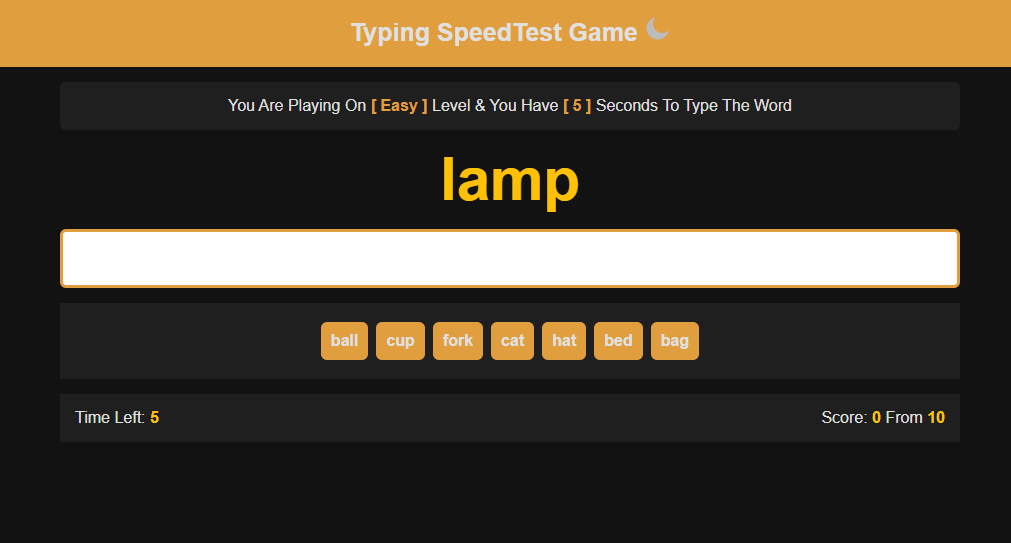 Typing SpeedTest Game
You Are Playing On [ Easy ] Level & You Have [ 5 ] Seconds To Type The Word
lamp
ball cup fork cat hat bed bag
Time Left: 5 Score: 0 From 10